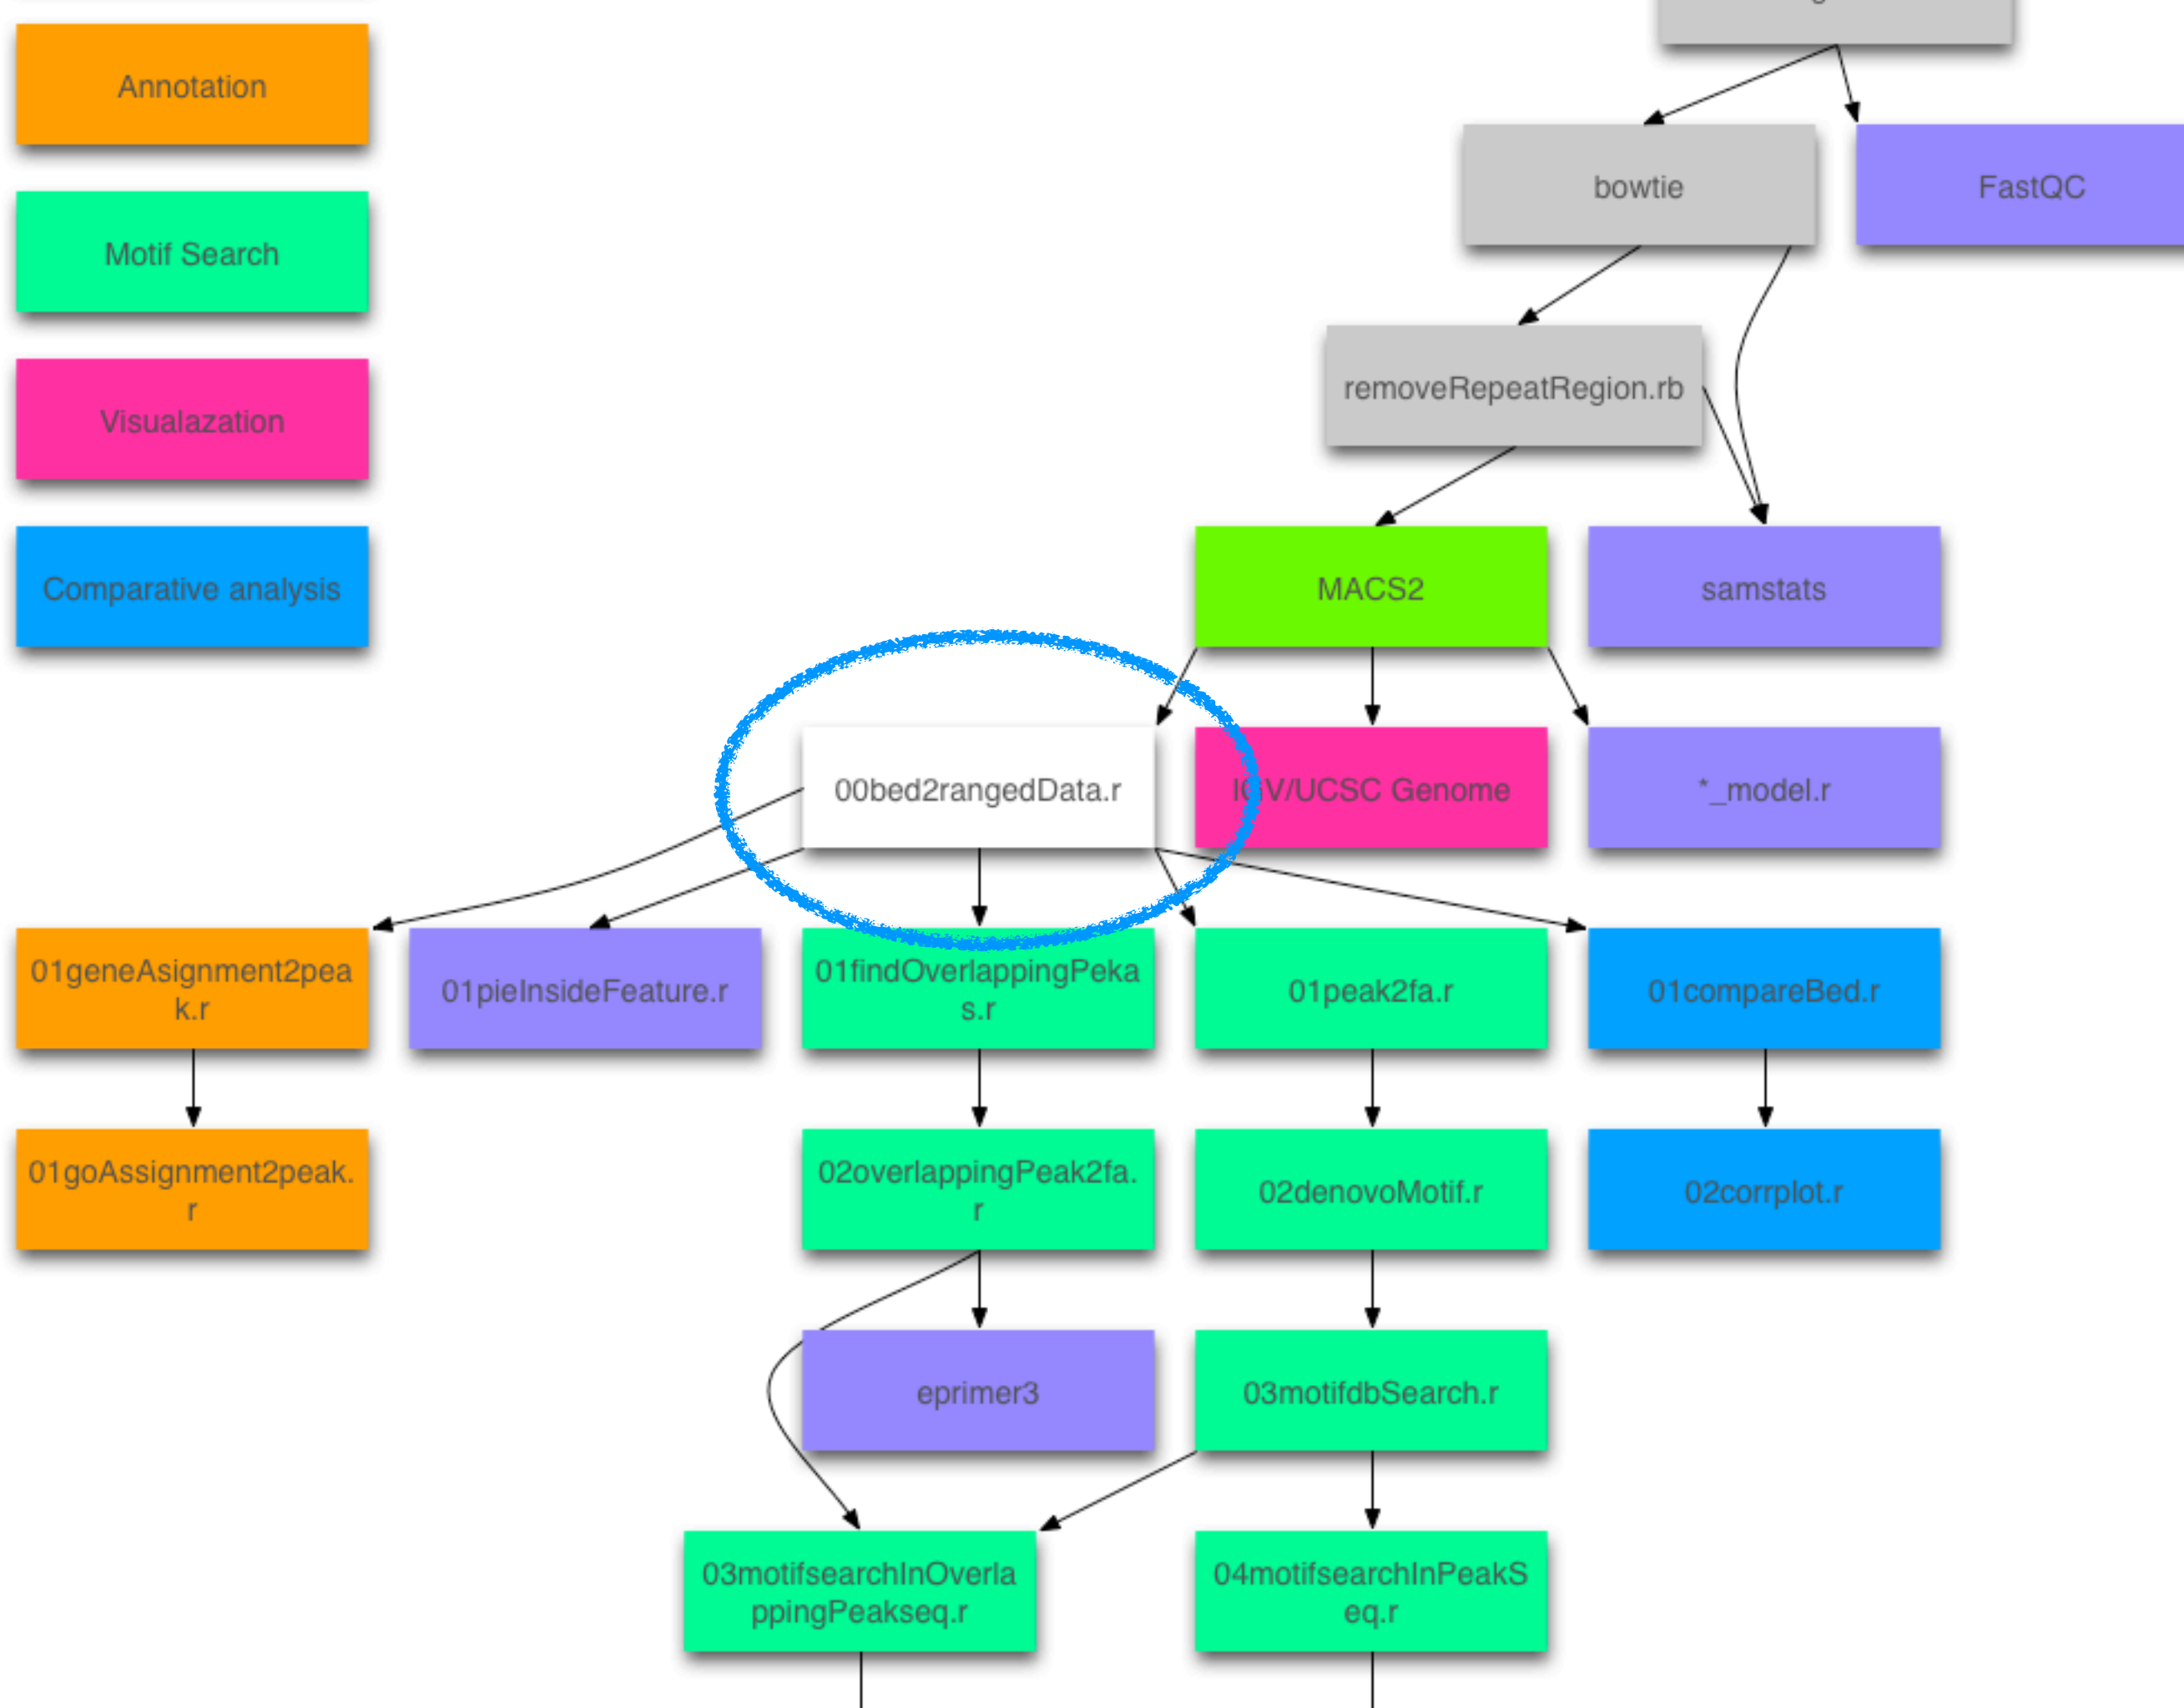 Annotation
Motif Search
Visualazation
Comparative analysis
bowtie
FastQC
removeRepeatRegion.rb
MACS2
samstats
00bed2rangedData.r
IGV/UCSC Genome
*_model.r
01geneAsignment2pea
k.r
01pieInsideFeature.r
01findOverlappingPeka
s.r
01peak2fa.r
01compareBed.r
01goAssignment2peak.
r
02overlappingPeak2fa.
r
02denovoMotif.r
02corrplot.r
eprimer3
03motifdbSearch.r
03motifsearchInOverla
ppingPeakseq.r
04motifsearchInPeakS
eq.r